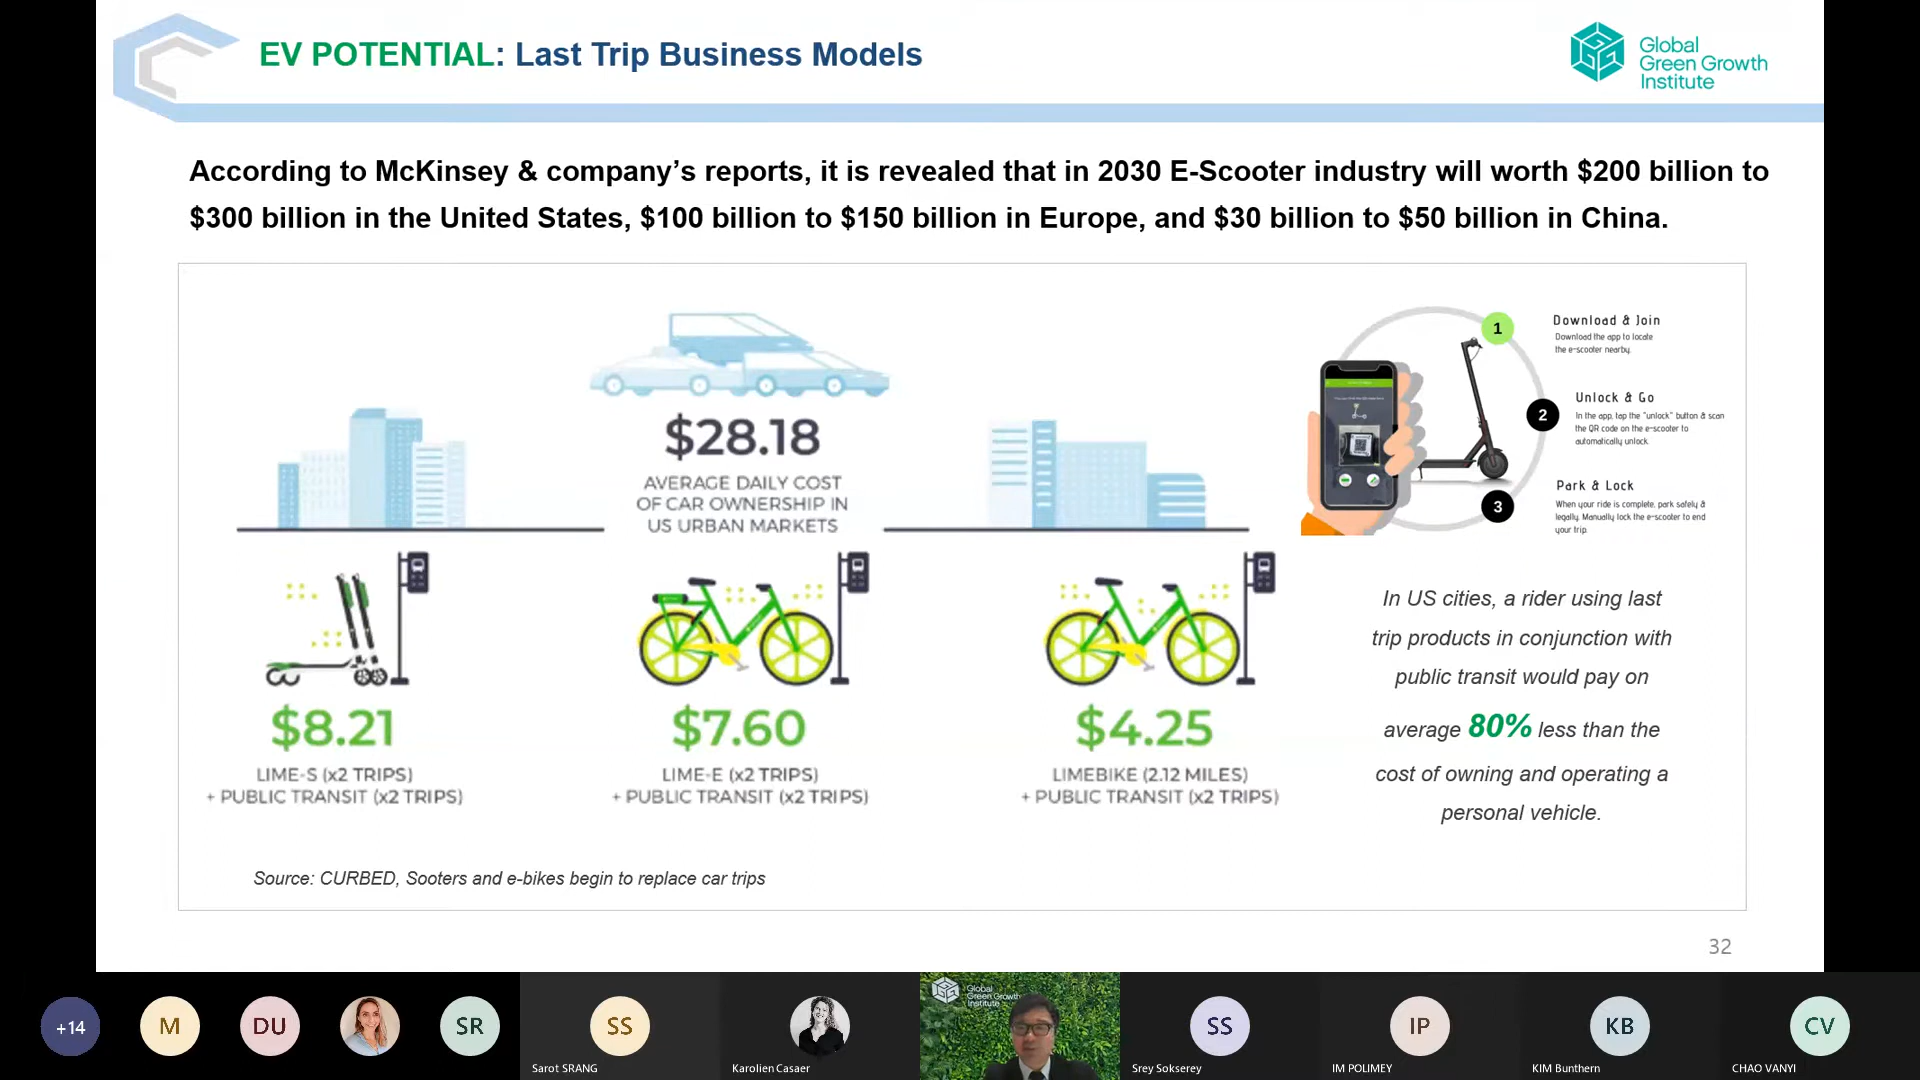 EV POTENTIAL: Last Trip Business Models
Global
Green Growth
Institute
According to McKinsey & company’s reports, it is revealed that in 2030 E-Scooter industry will worth $200 billion to
$300 billion in the United States, $100 billion to $150 billion in Europe, and $30 billion to $50 billion in China.
$28.18
AVERAGE DAILY COST
OF CAR OWNERSHIP IN
US URBAN MARKETS
1
Download & Join
Download the app to locate
the e-scooter nearby.
2
Unlock & Go
In the app, tap the "unlock" button & scan
the QR code on the e-scooter to
automatically unlock.
3
Park & Lock
When your ride is complete, park safely &
legally. Manually lock the e-scooter to end
your trip.
$8.21
LIME-S (x2 TRIPS)
+ PUBLIC TRANSIT (x2 TRIPS)
$7.60
LIME-E (x2 TRIPS)
+ PUBLIC TRANSIT (x2 TRIPS)
$4.25
LIMEBIKE (2.12 MILES)
+ PUBLIC TRANSIT (x2 TRIPS)
In US cities, a rider using last
trip products in conjunction with
public transit would pay on
average 80% less than the
cost of owning and operating a
personal vehicle.
Source: CURBED, Sooters and e-bikes begin to replace car trips
32
+14
M
DU
SR
SS
Sarot SRANG
Karolien Casaer
Global
Green Growth
Institute
SS
Srey Sokserey
IP
IM POLIMEY
KB
KIM Bunthern
CV
CHAO VANYI